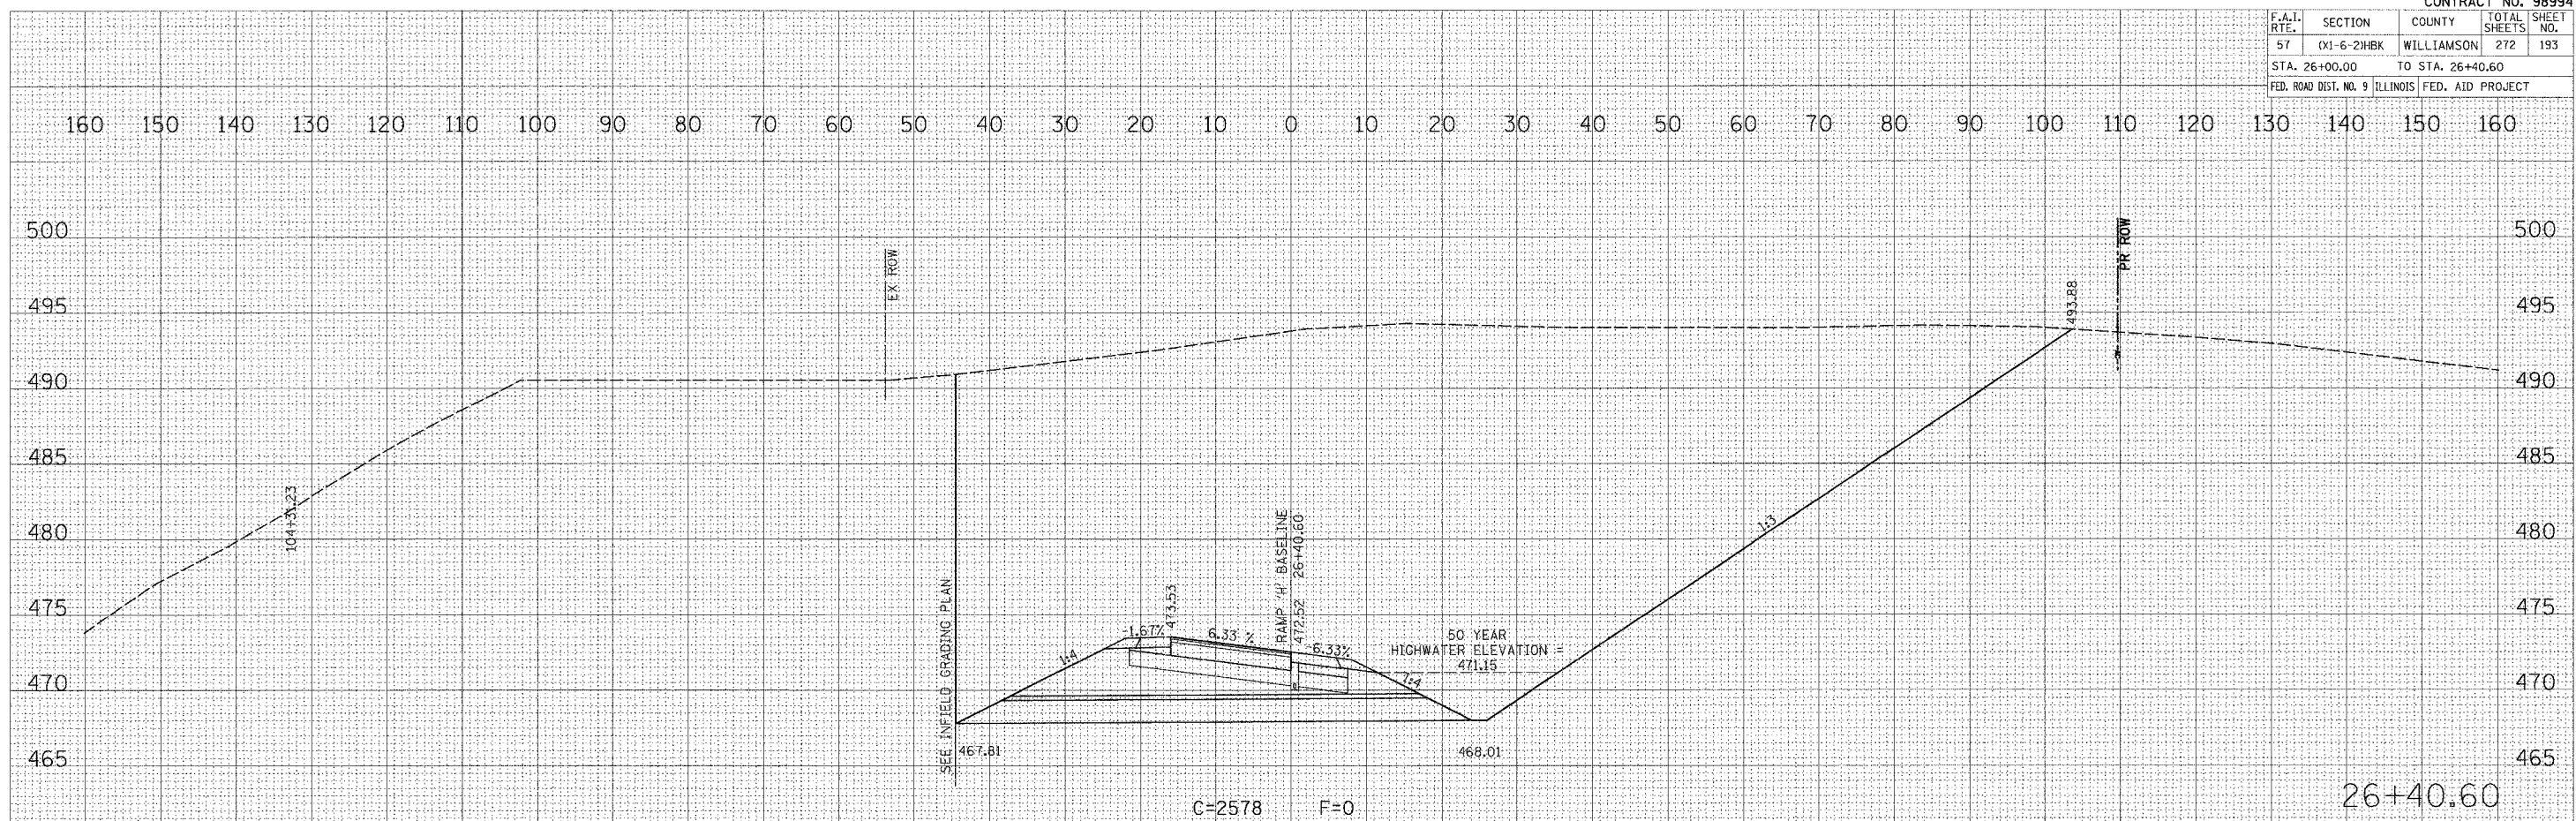 CONTRACT NO. 98994
F.A.I. RTE. SECTION COUNTY TOTAL SHEETS SHEET NO.
57 (X1-6-2)HBK WILLIAMSON 272 193
STA. 26+00.00 TO STA. 26+40.60
FED. ROAD DIST. NO. 9 ILLINOIS FED. AID PROJECT
160 150 140 130 120 110 100 90 80 70 60 50 40 30 20 10 0 10 20 30 40 50 60 70 80 90 100 110 120 130 140 150 160
500 500
EX ROW
PR ROW
495 495
493.88
490 490
485 485
104+31.23
480 480
1:3
RAMP 'H' BASELINE
472.52 26+40.60
475 475
SEE INFIELD GRADING PLAN
473.53
-1.67%
6.33 %
-6.33%
50 YEAR
HIGHWATER ELEVATION =
471.15
1:4
1:4
470 470
467.81
468.01
465 465
C=2578 F=0
26+40.60